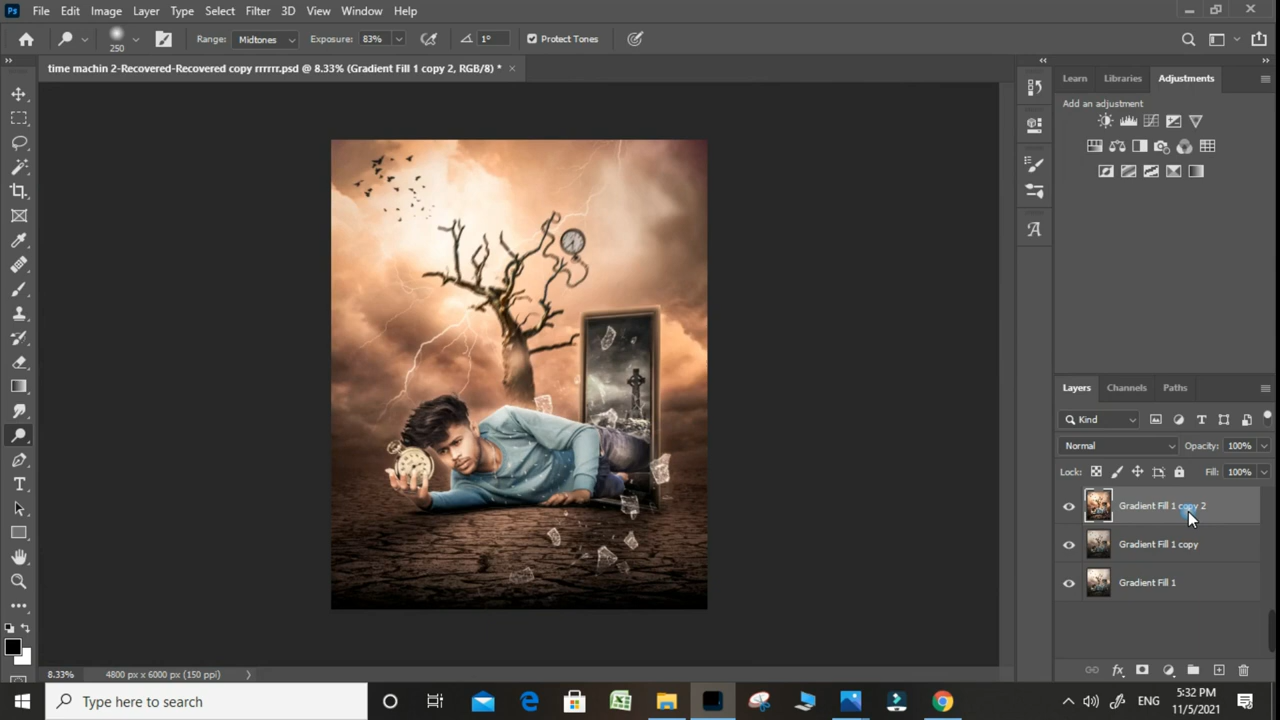 Ps File Edit Image Layer Type Select Filter 3D View Window Help
250 Range: Midtones Exposure: 83% 1° Protect Tones
time machin 2-Recovered-Recovered copy rrrrrr.psd @ 8.33% (Gradient Fill 1 copy 2, RGB/8) *
Learn Libraries Adjustments
Add an adjustment
Layers Channels Paths
Kind
Normal Opacity: 100%
Lock: Fill: 100%
Gradient Fill 1 copy 2
Gradient Fill 1 copy
Gradient Fill 1
8.33% 4800 px x 6000 px (150 ppi)
Type here to search
ENG
5:32 PM
11/5/2021